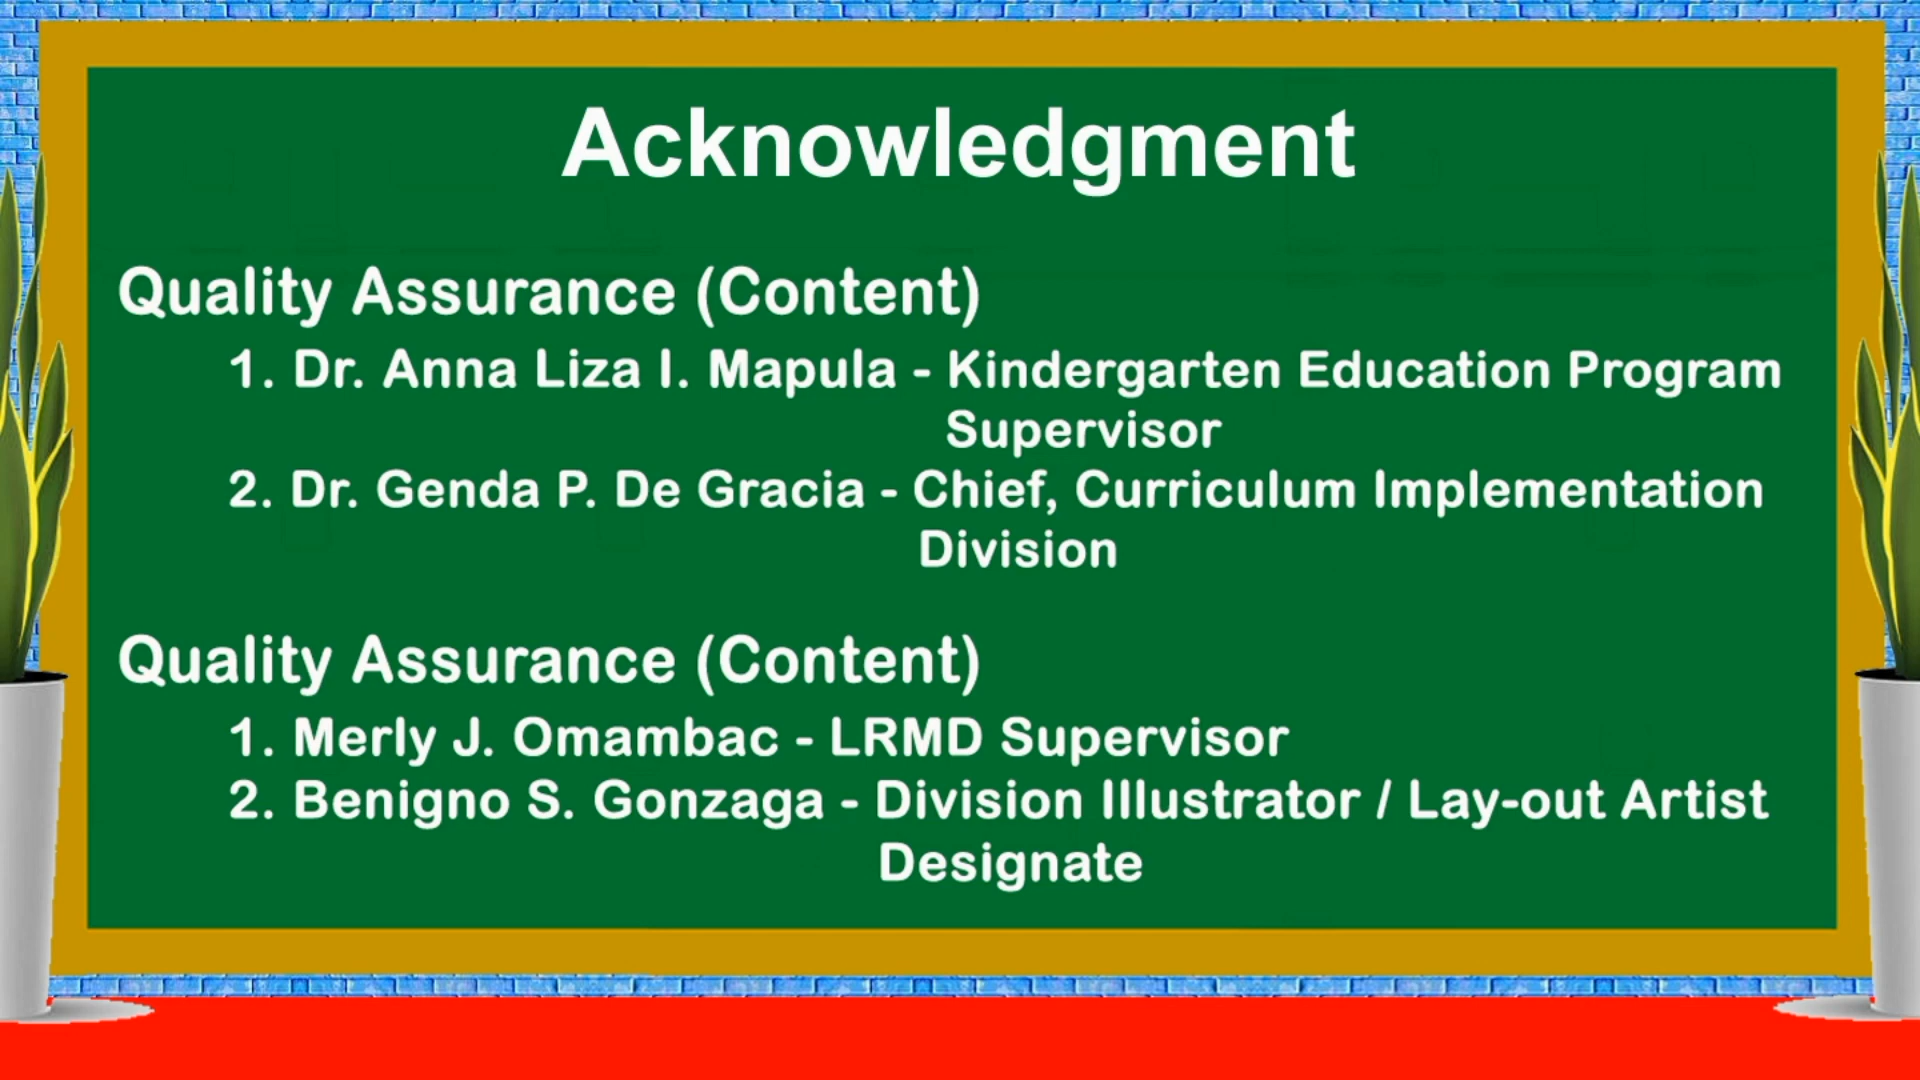 Acknowledgment
Quality Assurance (Content)
1. Dr. Anna Liza I. Mapula - Kindergarten Education Program
Supervisor
2. Dr. Genda P. De Gracia - Chief, Curriculum Implementation
Division
Quality Assurance (Content)
1. Merly J. Omambac - LRMD Supervisor
2. Benigno S. Gonzaga - Division Illustrator / Lay-out Artist
Designate